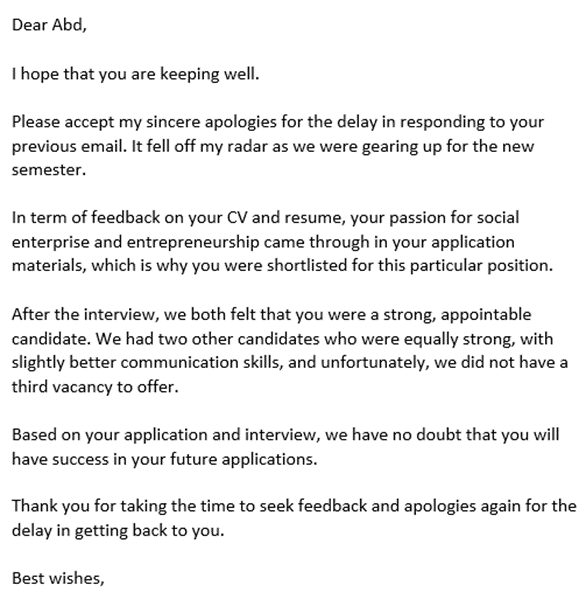 Dear Abd,
I hope that you are keeping well.
Please accept my sincere apologies for the delay in responding to your
previous email. It fell off my radar as we were gearing up for the new
semester.
In term of feedback on your CV and resume, your passion for social
enterprise and entrepreneurship came through in your application
materials, which is why you were shortlisted for this particular position.
After the interview, we both felt that you were a strong, appointable
candidate. We had two other candidates who were equally strong, with
slightly better communication skills, and unfortunately, we did not have a
third vacancy to offer.
Based on your application and interview, we have no doubt that you will
have success in your future applications.
Thank you for taking the time to seek feedback and apologies again for the
delay in getting back to you.
Best wishes,